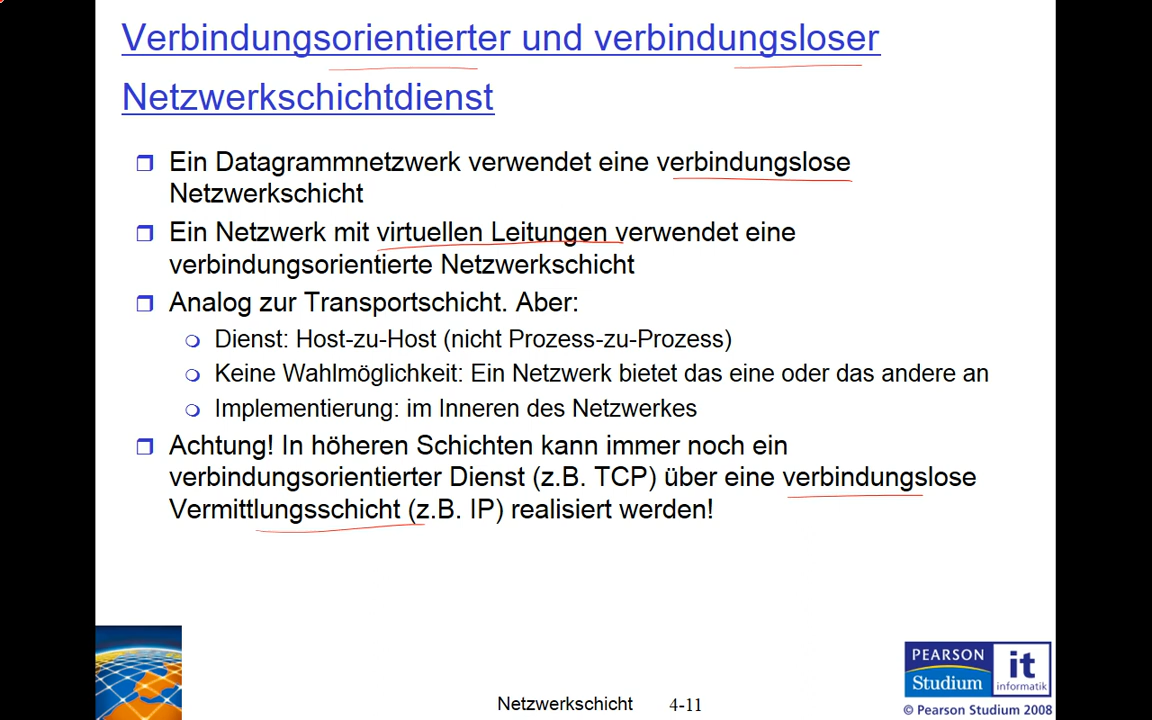 Verbindungsorientierter und verbindungsloser
Netzwerkschichtdienst
Ein Datagrammnetzwerk verwendet eine verbindungslose
Netzwerkschicht
Ein Netzwerk mit virtuellen Leitungen verwendet eine
verbindungsorientierte Netzwerkschicht
Analog zur Transportschicht. Aber:
Dienst: Host-zu-Host (nicht Prozess-zu-Prozess)
Keine Wahlmöglichkeit: Ein Netzwerk bietet das eine oder das andere an
Implementierung: im Inneren des Netzwerkes
Achtung! In höheren Schichten kann immer noch ein
verbindungsorientierter Dienst (z.B. TCP) über eine verbindungslose
Vermittlungsschicht (z.B. IP) realisiert werden!
Netzwerkschicht 4-11
PEARSON
Studium
it
informatik
© Pearson Studium 2008